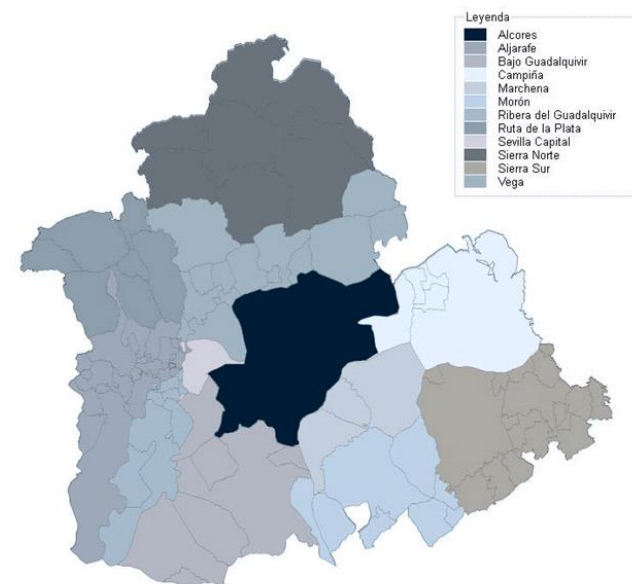 Leyenda
Alcores
Aljarafe
Bajo Guadalquivir
Campiña
Marchena
Morón
Ribera del Guadalquivir
Ruta de la Plata
Sevilla Capital
Sierra Norte
Sierra Sur
Vega